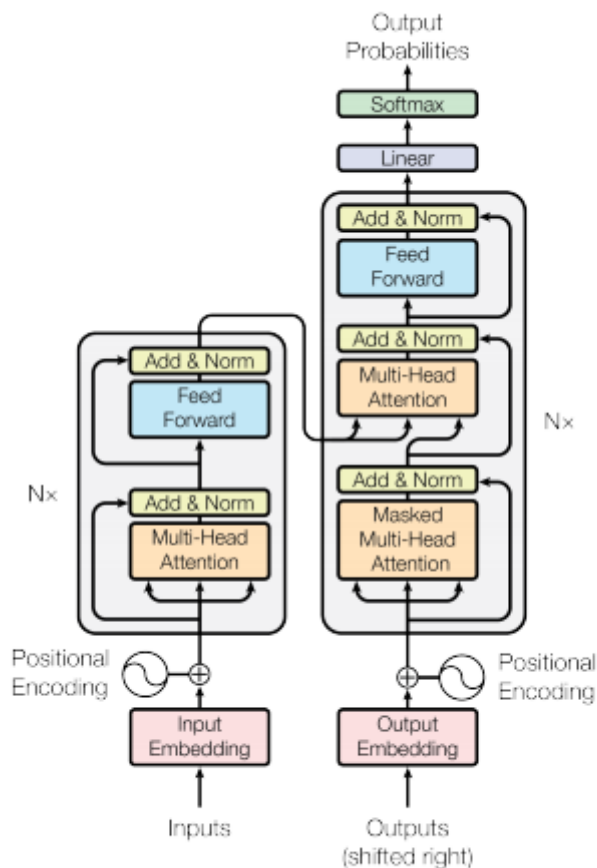 Output
Probabilities
Softmax
Linear
Add & Norm
Feed
Forward
Add & Norm
Multi-Head
Attention
Add & Norm
Masked
Multi-Head
Attention
Nx
Add & Norm
Feed
Forward
Add & Norm
Multi-Head
Attention
Nx
Positional
Encoding
Positional
Encoding
Input
Embedding
Output
Embedding
Inputs
Outputs
(shifted right)